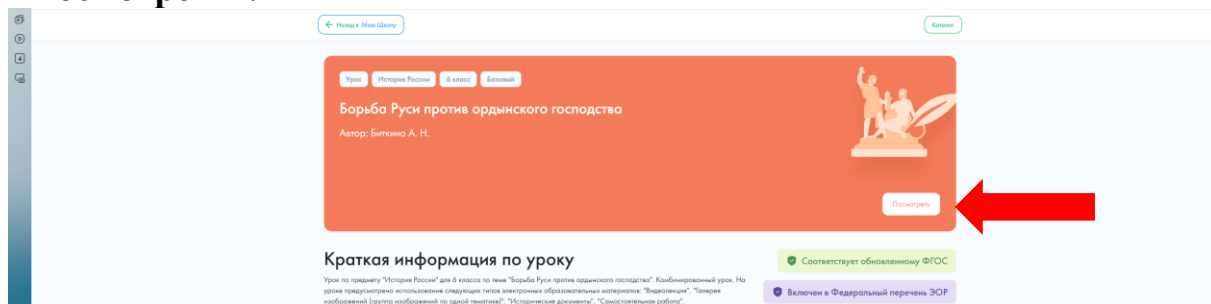 ← Назад в Мою Школу
Каталог
Урок История России 6 класс Базовый
Борьба Руси против ордынского господства
Автор: Биткина А. Н.
Посмотреть
Краткая информация по уроку
Соответствует обновленному ФГОС
Урок по предмету "История России" для 6 класса по теме "Борьба Руси против ордынского господства". Комбинированный урок. На
уроке предусмотрено использование следующих типов электронных образовательных материалов: "Видеолекция", "Галерея
Включен в Федеральный перечень ЭОР
изображений (группа изображений по одной тематике)", "Исторические документы", "Самостоятельная работа".